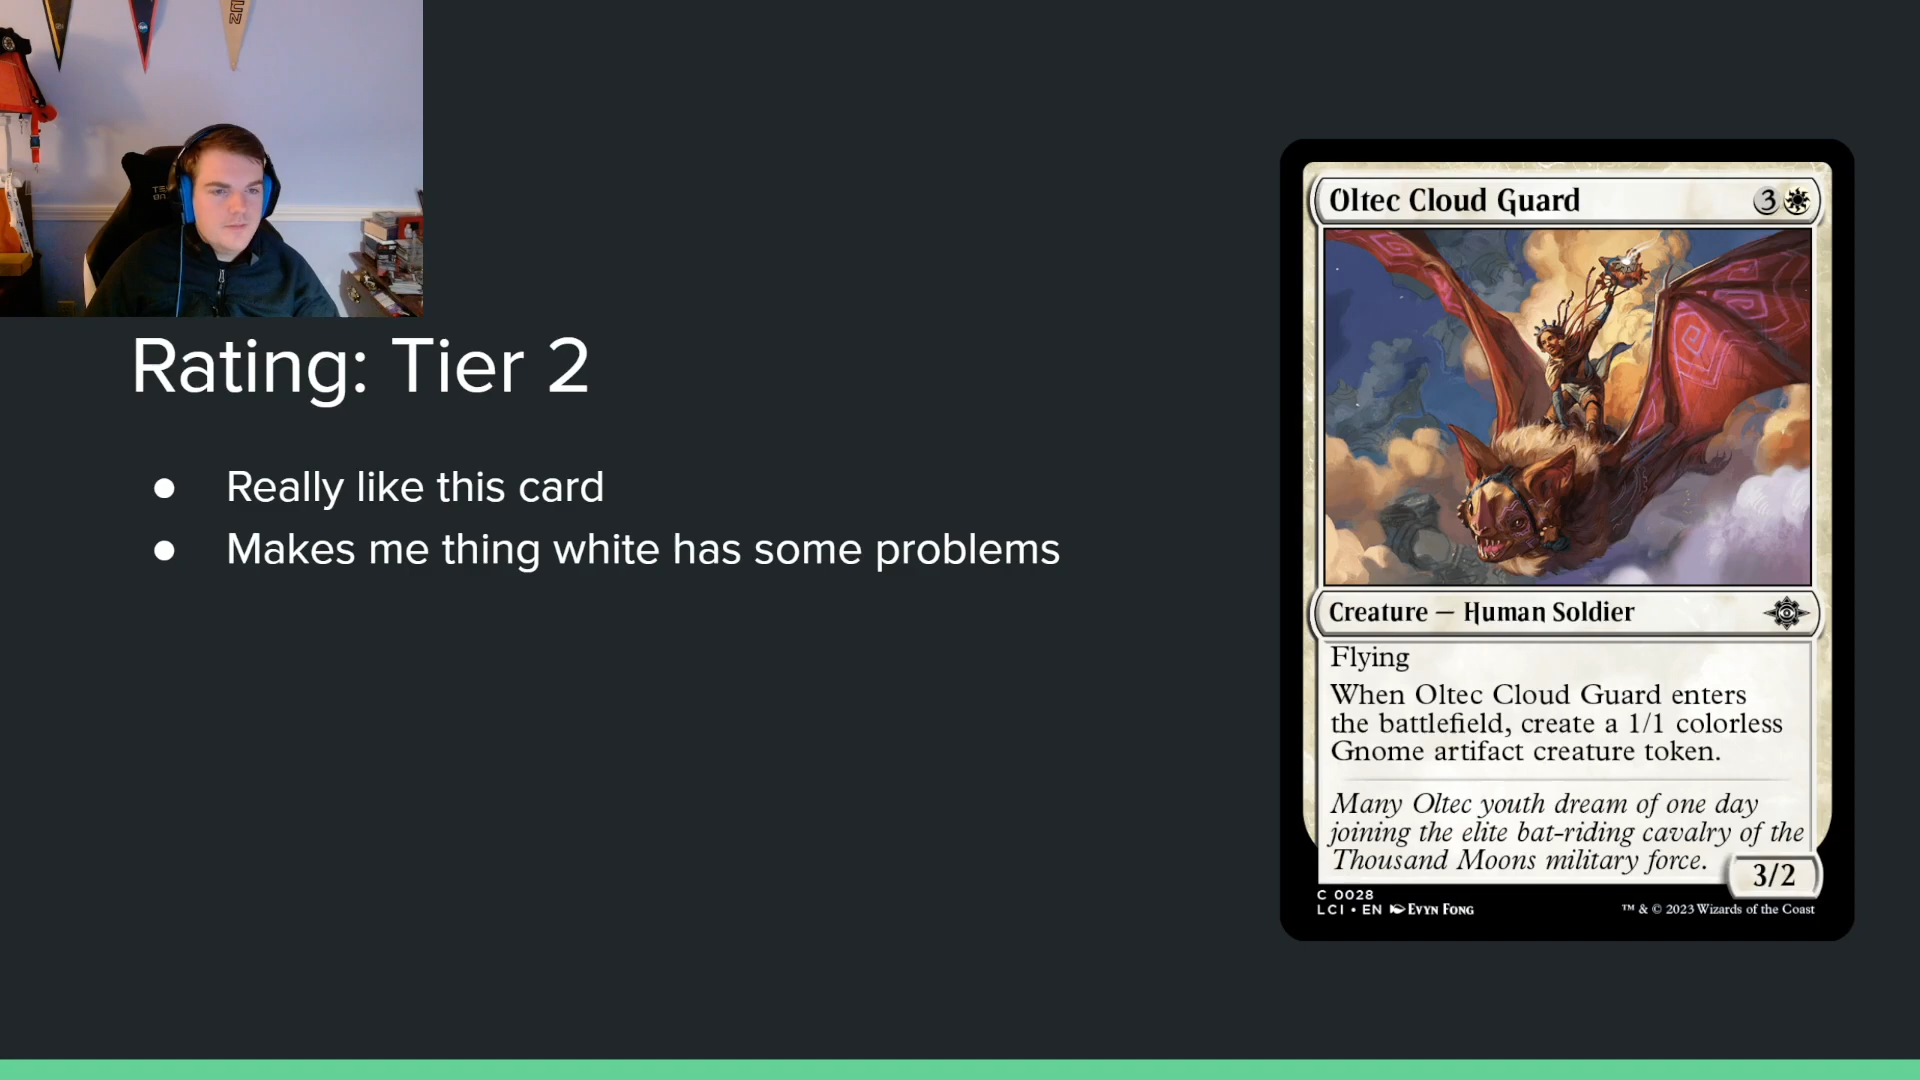 Rating: Tier 2
Really like this card
Makes me thing white has some problems
Oltec Cloud Guard 3
Creature — Human Soldier
Flying
When Oltec Cloud Guard enters
the battlefield, create a 1/1 colorless
Gnome artifact creature token.
Many Oltec youth dream of one day
joining the elite bat-riding cavalry of the
Thousand Moons military force.
3/2
C 0028
LCI • EN Evyn Fong
™ & © 2023 Wizards of the Coast